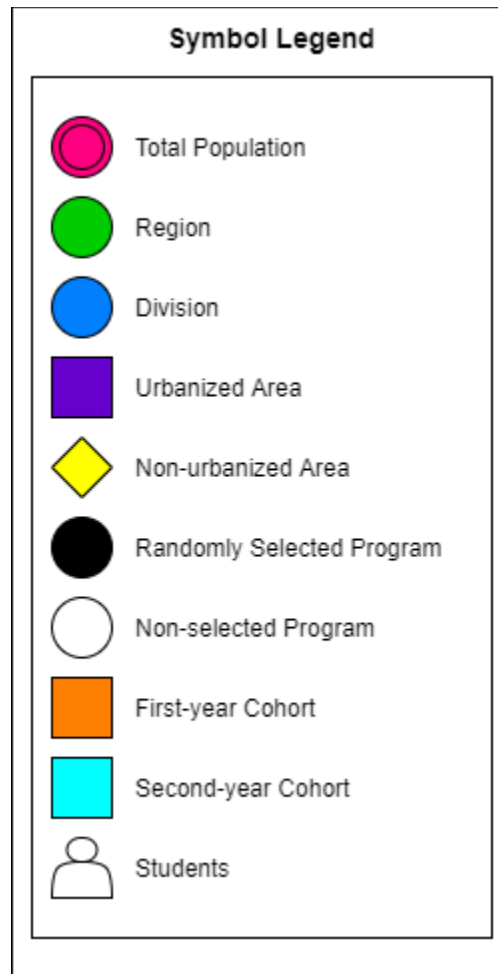 Symbol Legend
Total Population
Region
Division
Urbanized Area
Non-urbanized Area
Randomly Selected Program
Non-selected Program
First-year Cohort
Second-year Cohort
Students